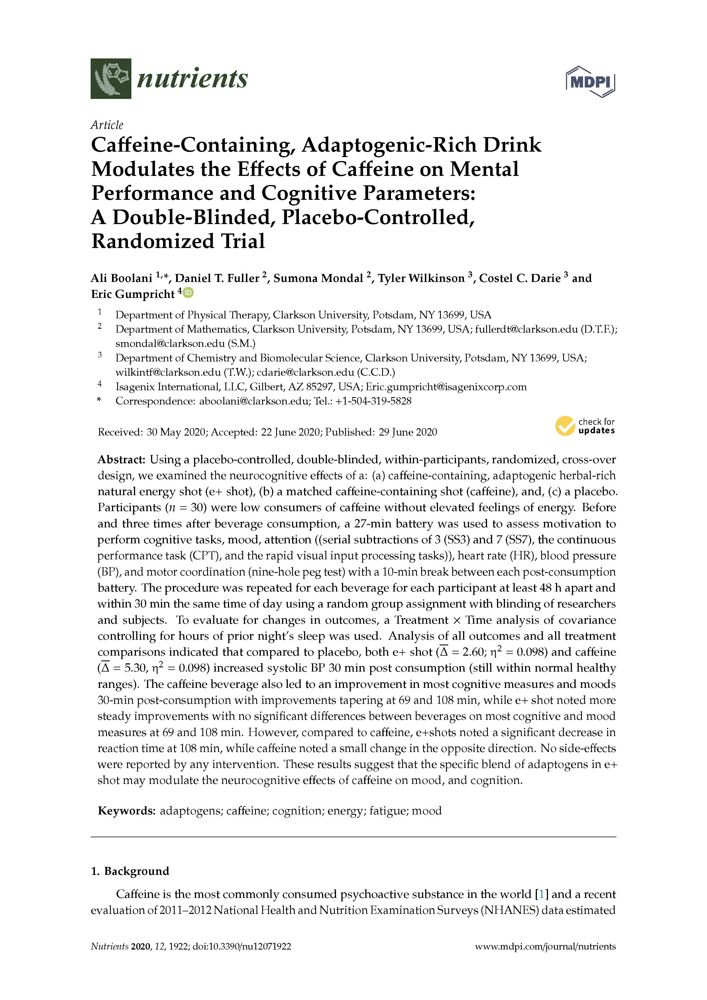 nutrients
MDPI
Article
Caffeine-Containing, Adaptogenic-Rich Drink
Modulates the Effects of Caffeine on Mental
Performance and Cognitive Parameters:
A Double-Blinded, Placebo-Controlled,
Randomized Trial
Ali Boolani 1,*, Daniel T. Fuller 2, Sumona Mondal 2, Tyler Wilkinson 3, Costel C. Darie 3 and
Eric Gumpricht 4 iD
1 Department of Physical Therapy, Clarkson University, Potsdam, NY 13699, USA
2 Department of Mathematics, Clarkson University, Potsdam, NY 13699, USA; fullerdt@clarkson.edu (D.T.F.);
smondal@clarkson.edu (S.M.)
3 Department of Chemistry and Biomolecular Science, Clarkson University, Potsdam, NY 13699, USA;
wilkintf@clarkson.edu (T.W.); cdarie@clarkson.edu (C.C.D.)
4 Isagenix International, LLC, Gilbert, AZ 85297, USA; Eric.gumpricht@isagenixcorp.com
* Correspondence: aboolani@clarkson.edu; Tel.: +1-504-319-5828
check for
updates
Received: 30 May 2020; Accepted: 22 June 2020; Published: 29 June 2020
Abstract: Using a placebo-controlled, double-blinded, within-participants, randomized, cross-over
design, we examined the neurocognitive effects of a: (a) caffeine-containing, adaptogenic herbal-rich
natural energy shot (e+ shot), (b) a matched caffeine-containing shot (caffeine), and, (c) a placebo.
Participants (n = 30) were low consumers of caffeine without elevated feelings of energy. Before
and three times after beverage consumption, a 27-min battery was used to assess motivation to
perform cognitive tasks, mood, attention ((serial subtractions of 3 (SS3) and 7 (SS7), the continuous
performance task (CPT), and the rapid visual input processing tasks)), heart rate (HR), blood pressure
(BP), and motor coordination (nine-hole peg test) with a 10-min break between each post-consumption
battery. The procedure was repeated for each beverage for each participant at least 48 h apart and
within 30 min the same time of day using a random group assignment with blinding of researchers
and subjects. To evaluate for changes in outcomes, a Treatment × Time analysis of covariance
controlling for hours of prior night's sleep was used. Analysis of all outcomes and all treatment
comparisons indicated that compared to placebo, both e+ shot (Δ̅ = 2.60; η² = 0.098) and caffeine
(Δ̅ = 5.30, η² = 0.098) increased systolic BP 30 min post consumption (still within normal healthy
ranges). The caffeine beverage also led to an improvement in most cognitive measures and moods
30-min post-consumption with improvements tapering at 69 and 108 min, while e+ shot noted more
steady improvements with no significant differences between beverages on most cognitive and mood
measures at 69 and 108 min. However, compared to caffeine, e+shots noted a significant decrease in
reaction time at 108 min, while caffeine noted a small change in the opposite direction. No side-effects
were reported by any intervention. These results suggest that the specific blend of adaptogens in e+
shot may modulate the neurocognitive effects of caffeine on mood, and cognition.
Keywords: adaptogens; caffeine; cognition; energy; fatigue; mood
1. Background
Caffeine is the most commonly consumed psychoactive substance in the world [1] and a recent
evaluation of 2011–2012 National Health and Nutrition Examination Surveys (NHANES) data estimated
Nutrients 2020, 12, 1922; doi:10.3390/nu12071922
www.mdpi.com/journal/nutrients